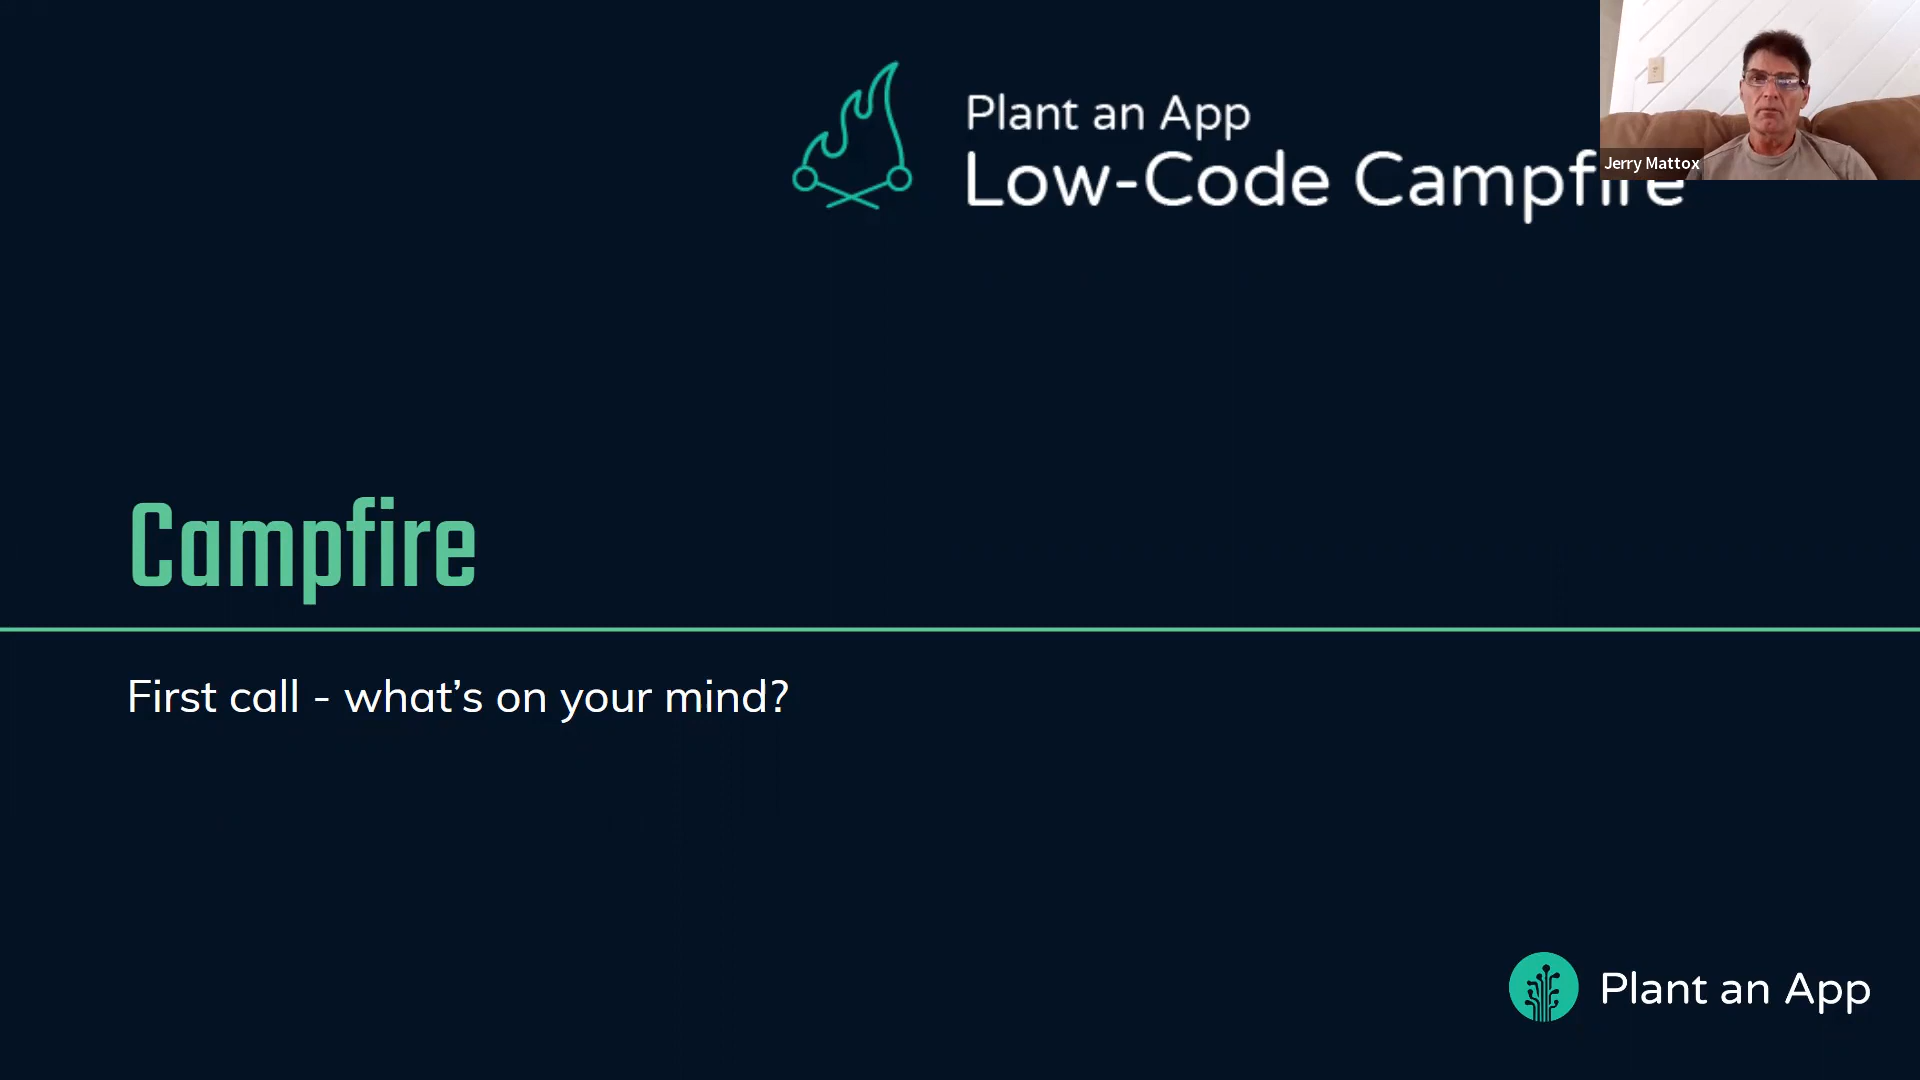 Plant an App
Low-Code Campfire
Jerry Mattox
Campfire
First call - what’s on your mind?
Plant an App